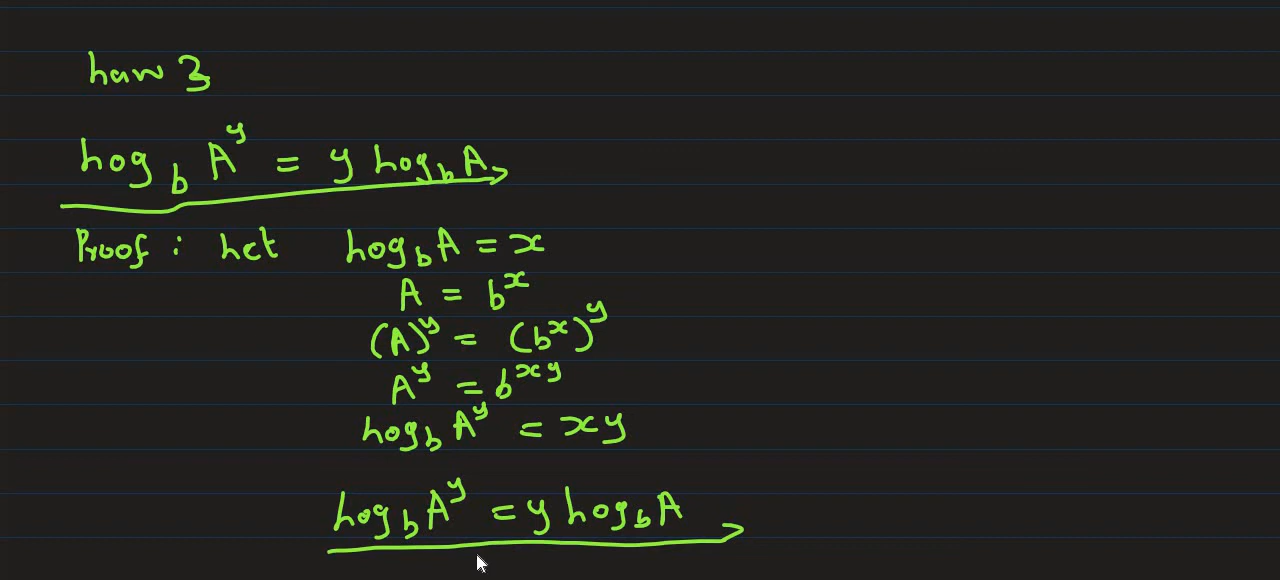 Law 3
Log_b A^y = y Log_b A
Proof : Let Log_b A = x
A = b^x
(A)^y = (b^x)^y
A^y = b^xy
Log_b A^y = xy
Log_b A^y = y Log_b A